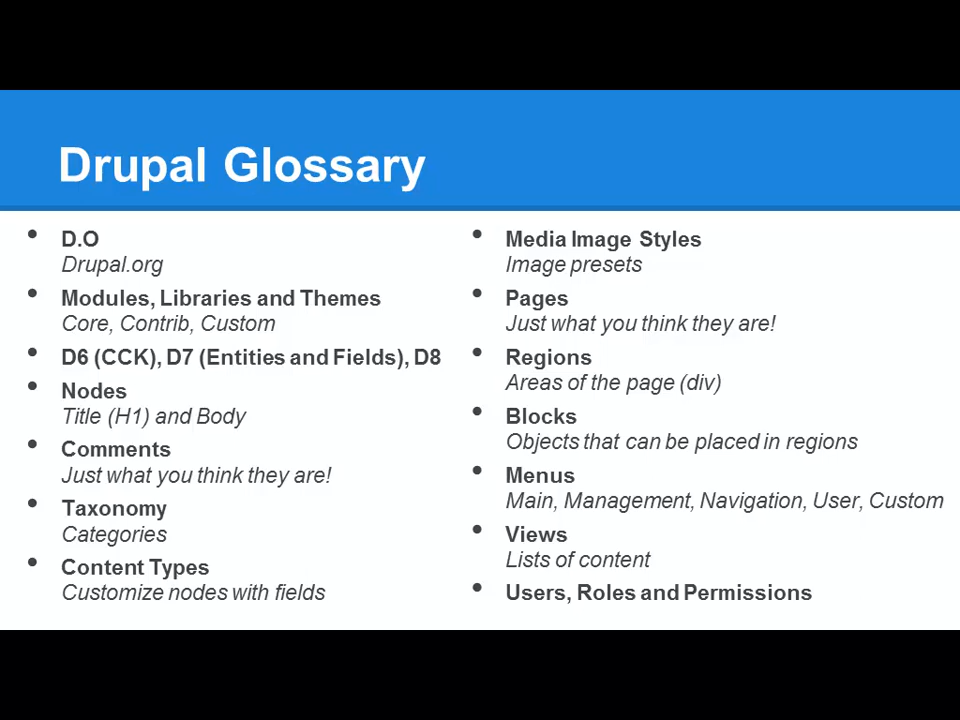 Drupal Glossary
• D.O
Drupal.org
• Modules, Libraries and Themes
Core, Contrib, Custom
• D6 (CCK), D7 (Entities and Fields), D8
• Nodes
Title (H1) and Body
• Comments
Just what you think they are!
• Taxonomy
Categories
• Content Types
Customize nodes with fields
• Media Image Styles
Image presets
• Pages
Just what you think they are!
• Regions
Areas of the page (div)
• Blocks
Objects that can be placed in regions
• Menus
Main, Management, Navigation, User, Custom
• Views
Lists of content
• Users, Roles and Permissions